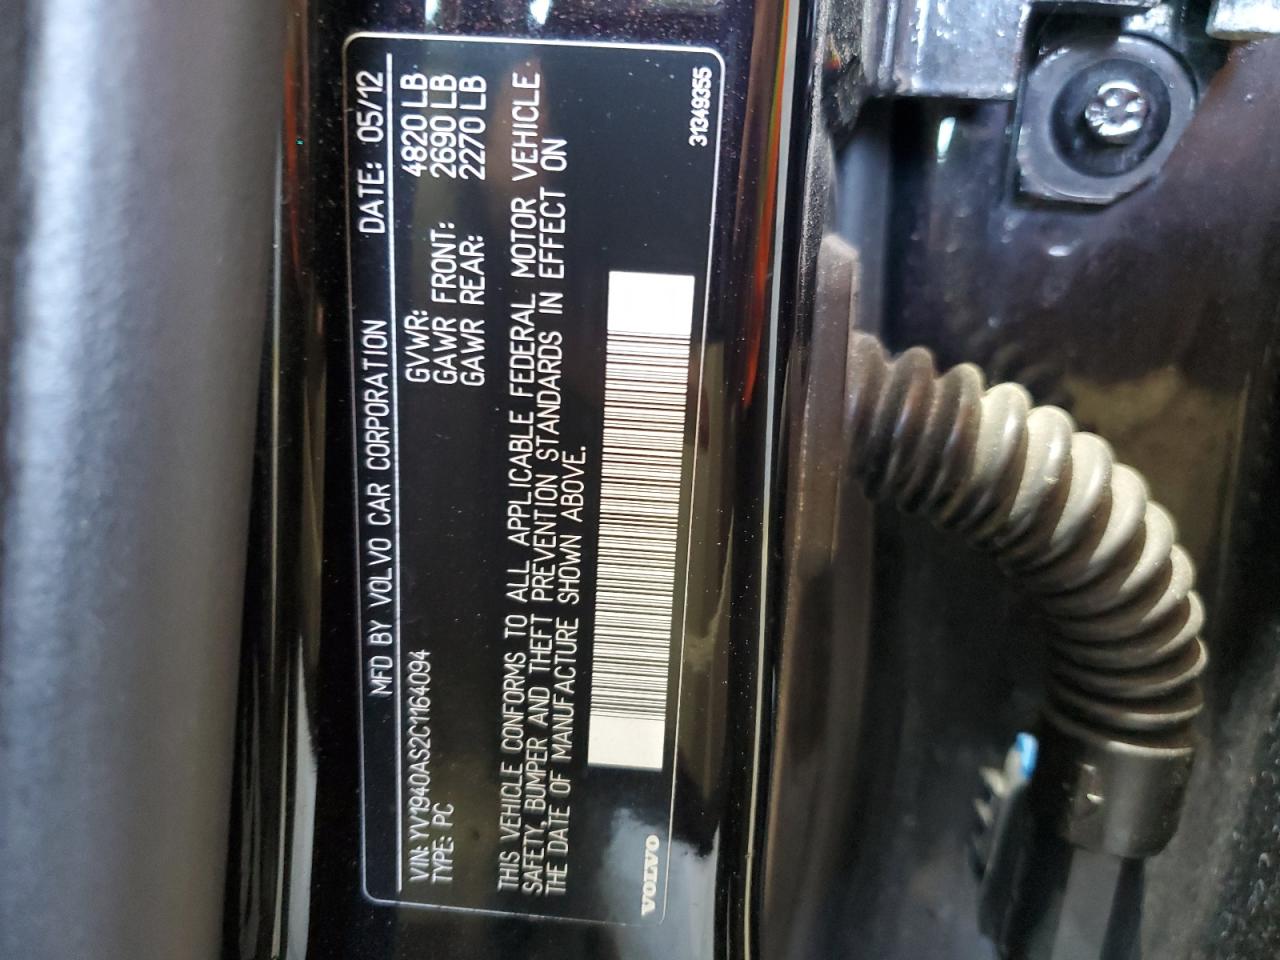 MFD BY VOLVO CAR CORPORATION DATE: 05/12
VIN: YV1940AS2C1164094 GVWR: 4820 LB
TYPE: PC GAWR FRONT: 2690 LB
GAWR REAR: 2270 LB
THIS VEHICLE CONFORMS TO ALL APPLICABLE FEDERAL MOTOR VEHICLE
SAFETY, BUMPER AND THEFT PREVENTION STANDARDS IN EFFECT ON
THE DATE OF MANUFACTURE SHOWN ABOVE.
VOLVO 31349355